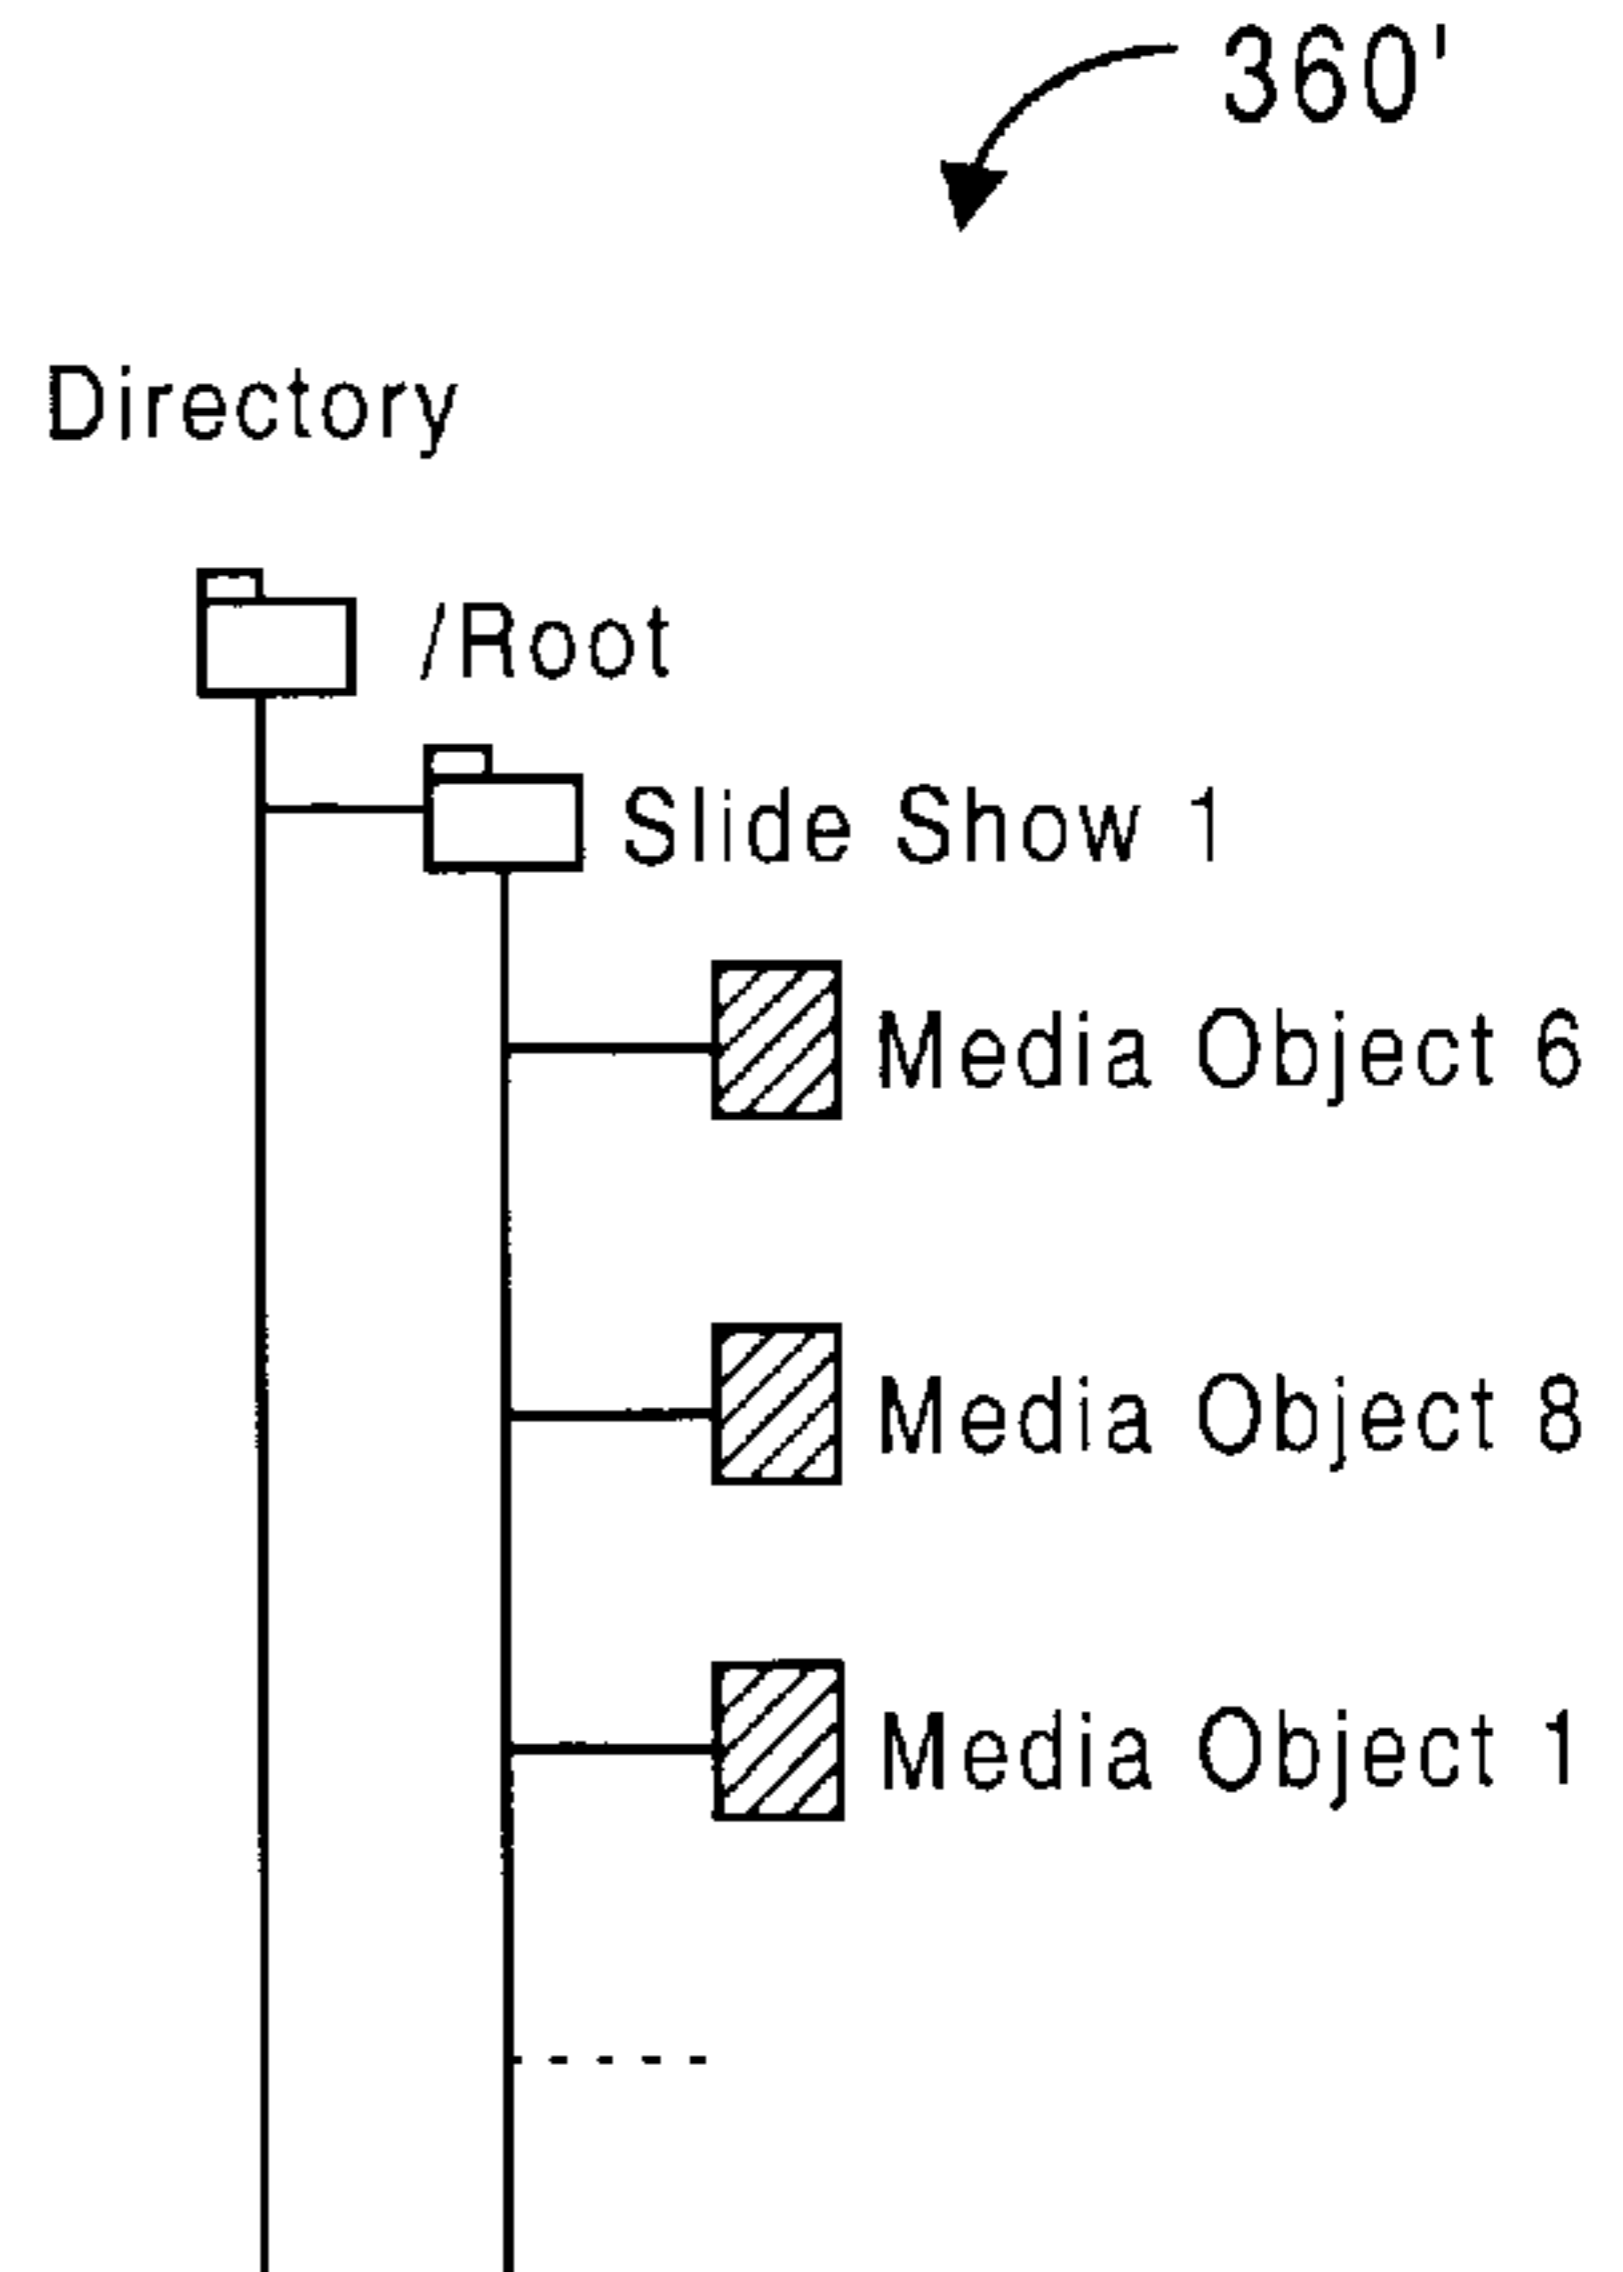 360'
Directory
/Root
Slide Show 1
Media Object 6
Media Object 8
Media Object 1